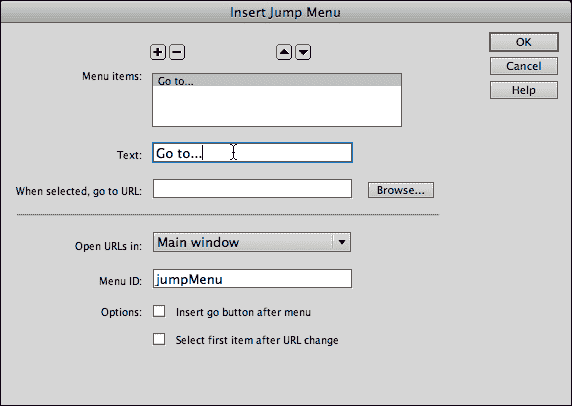 Insert Jump Menu
OK
Cancel
Help
Menu items:
Go to...
Text: Go to...
When selected, go to URL:
Browse...
Open URLs in: Main window
Menu ID: jumpMenu
Options: Insert go button after menu
Select first item after URL change